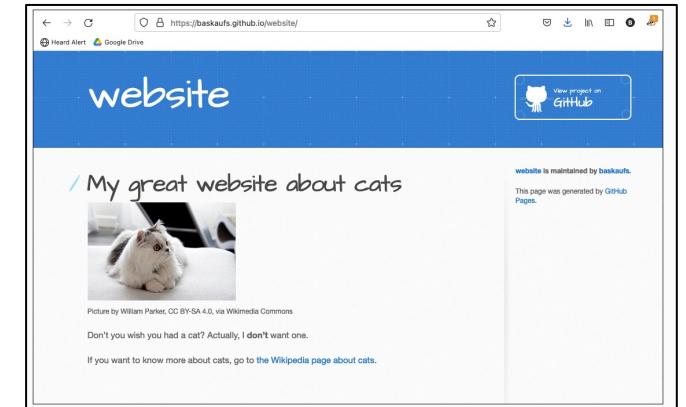 https://baskaufs.github.io/website/
Heard Alert Google Drive
website
View project on
GitHub
My great website about cats
Picture by William Parker, CC BY-SA 4.0, via Wikimedia Commons
Don't you wish you had a cat? Actually, I don't want one.
If you want to know more about cats, go to the Wikipedia page about cats.
website is maintained by baskaufs.
This page was generated by GitHub
Pages.